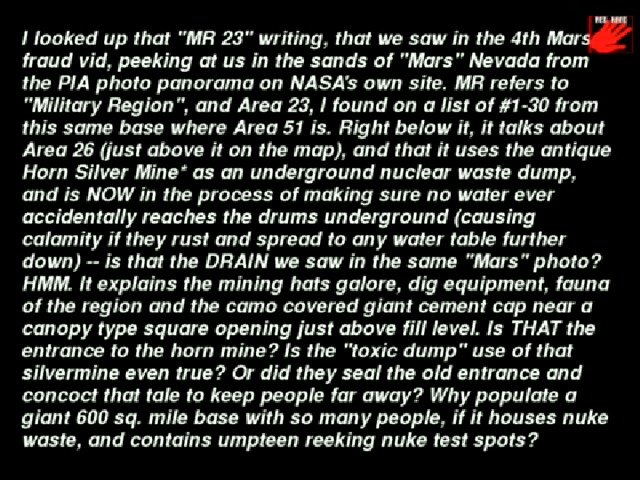 I looked up that "MR 23" writing, that we saw in the 4th Mars
fraud vid, peeking at us in the sands of "Mars" Nevada from
the PIA photo panorama on NASA's own site. MR refers to
"Military Region", and Area 23, I found on a list of #1-30 from
this same base where Area 51 is. Right below it, it talks about
Area 26 (just above it on the map), and that it uses the antique
Horn Silver Mine* as an underground nuclear waste dump,
and is NOW in the process of making sure no water ever
accidentally reaches the drums underground (causing
calamity if they rust and spread to any water table further
down) -- is that the DRAIN we saw in the same "Mars" photo?
HMM. It explains the mining hats galore, dig equipment, fauna
of the region and the camo covered giant cement cap near a
canopy type square opening just above fill level. Is THAT the
entrance to the horn mine? Is the "toxic dump" use of that
silvermine even true? Or did they seal the old entrance and
concoct that tale to keep people far away? Why populate a
giant 600 sq. mile base with so many people, if it houses nuke
waste, and contains umpteen reeking nuke test spots?
RED HAND